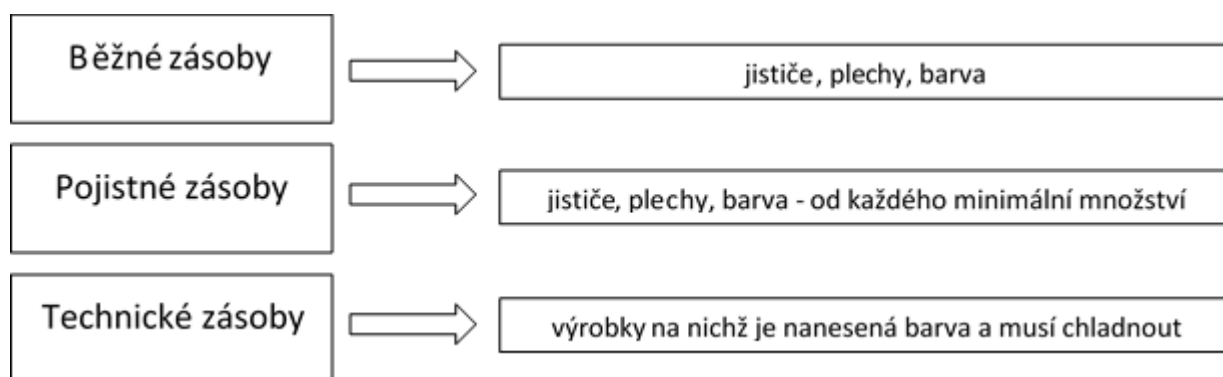 Běžné zásoby
jističe, plechy, barva
Pojistné zásoby
jističe, plechy, barva - od každého minimální množství
Technické zásoby
výrobky na nichž je nanesená barva a musí chladnout